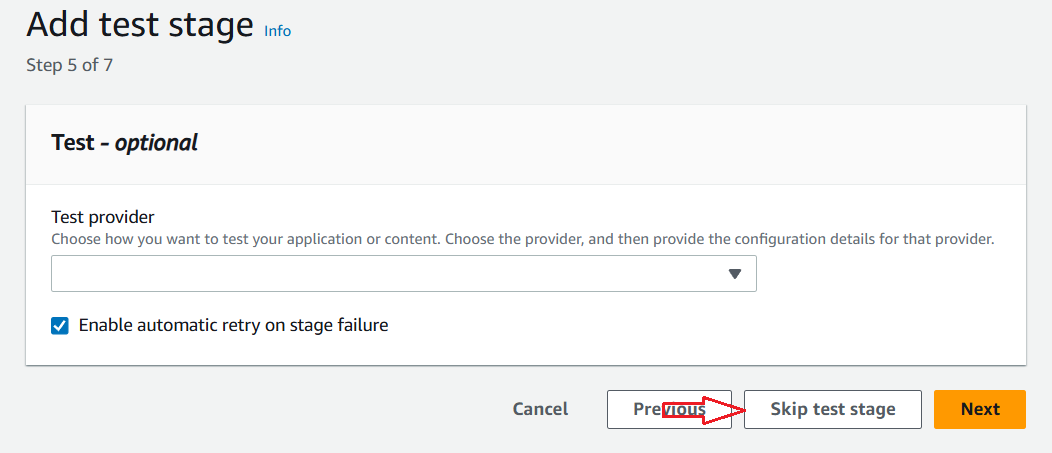 Add test stage Info
Step 5 of 7
Test - optional
Test provider
Choose how you want to test your application or content. Choose the provider, and then provide the configuration details for that provider.
Enable automatic retry on stage failure
Cancel Previous Skip test stage Next